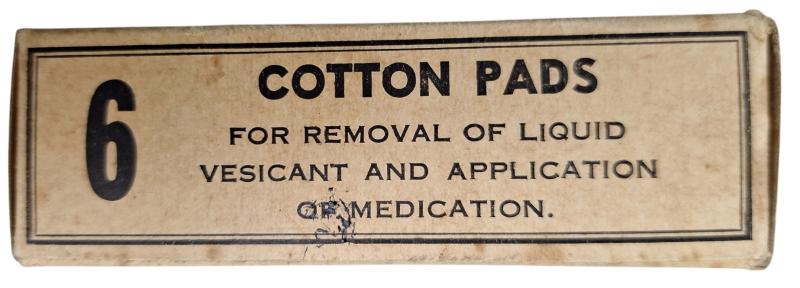 6
COTTON PADS
FOR REMOVAL OF LIQUID
VESICANT AND APPLICATION
OF MEDICATION.